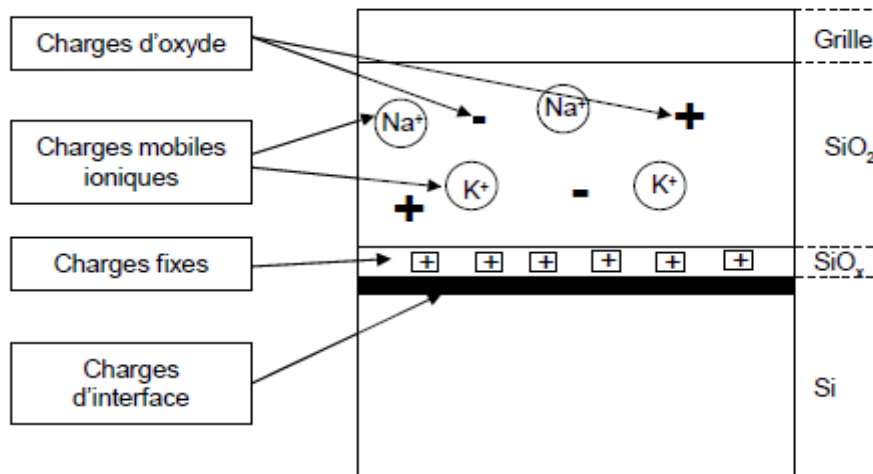 Charges d'oxyde
Grille
Na⁺
-
Na⁺
+
SiO₂
Charges mobiles
ioniques
+
K⁺
-
K⁺
Charges fixes
+ + + + + +
SiOₓ
Charges
d'interface
Si